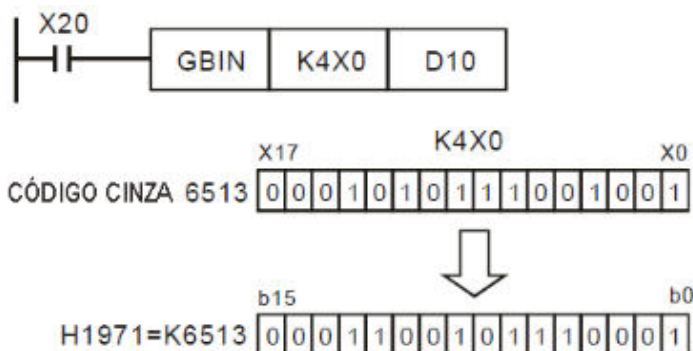 X20
GBIN K4X0 D10
X17 K4X0 X0
CÓDIGO CINZA 6513 0 0 0 1 0 1 0 1 1 1 0 0 1 0 0 1
b15 b0
H1971=K6513 0 0 0 1 1 0 0 1 0 1 1 1 0 0 0 1